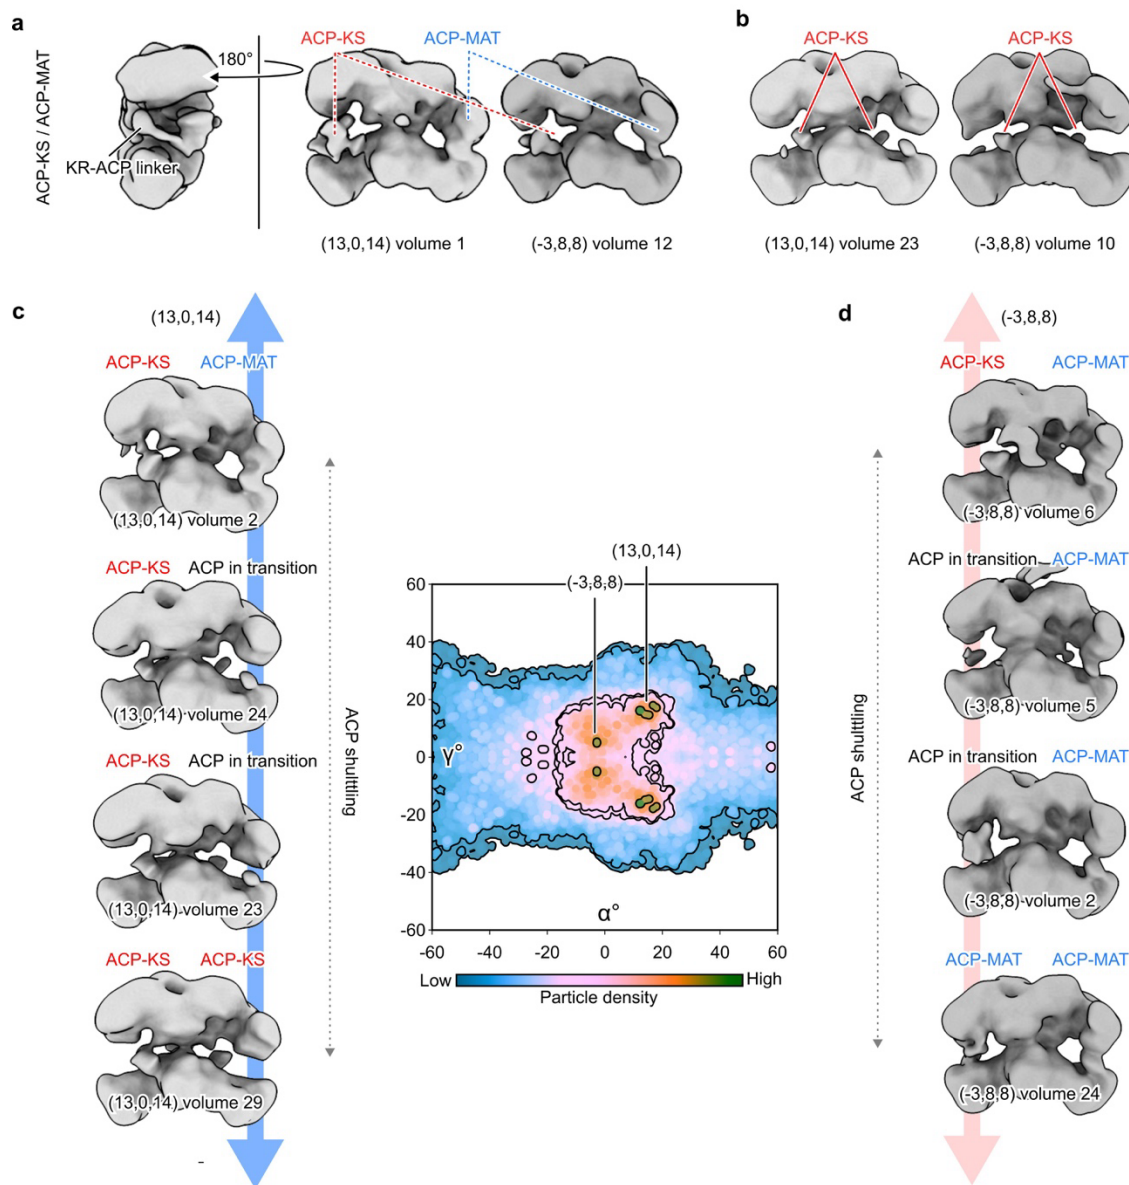 a
b
ACP-KS / ACP-MAT
180°
KR-ACP linker
ACP-KS ACP-MAT
ACP-KS ACP-KS
(13,0,14) volume 1 (-3,8,8) volume 12
(13,0,14) volume 23 (-3,8,8) volume 10
c
(13,0,14)
ACP-KS ACP-MAT
(13,0,14) volume 2
ACP-KS ACP in transition
(13,0,14) volume 24
ACP-KS ACP in transition
(13,0,14) volume 23
ACP-KS ACP-KS
(13,0,14) volume 29
-
ACP shuttling
(13,0,14)
(-3,8,8)
60
40
20
0
-20
-40
-60
γ°
α°
-60 -40 -20 0 20 40 60
Low High
Particle density
d
(-3,8,8)
ACP-KS ACP-MAT
(-3,8,8) volume 6
ACP in transition ACP-MAT
(-3,8,8) volume 5
ACP in transition ACP-MAT
(-3,8,8) volume 2
ACP-MAT ACP-MAT
(-3,8,8) volume 24
ACP shuttling